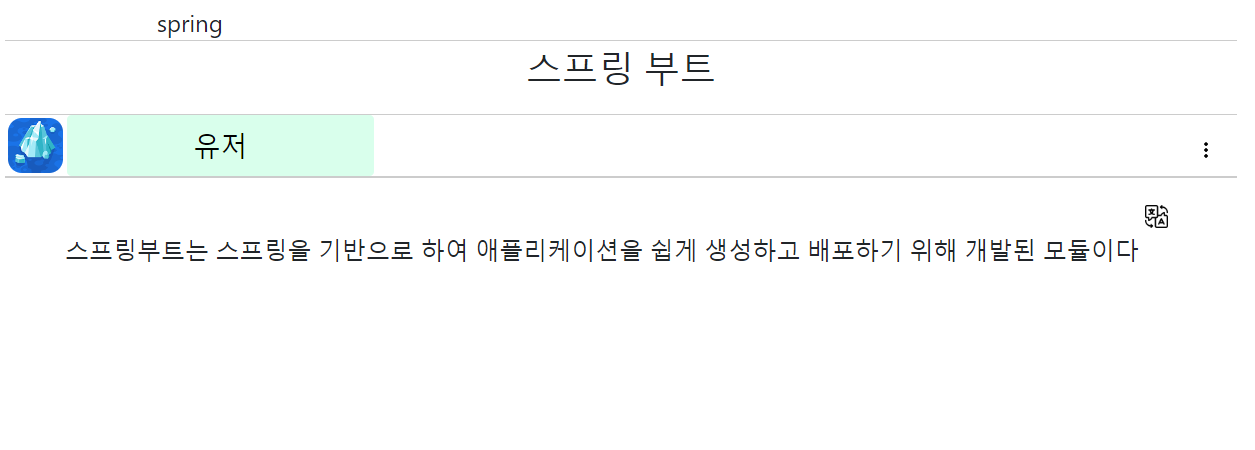 spring
스프링 부트
유저
스프링부트는 스프링을 기반으로 하여 애플리케이션을 쉽게 생성하고 배포하기 위해 개발된 모듈이다